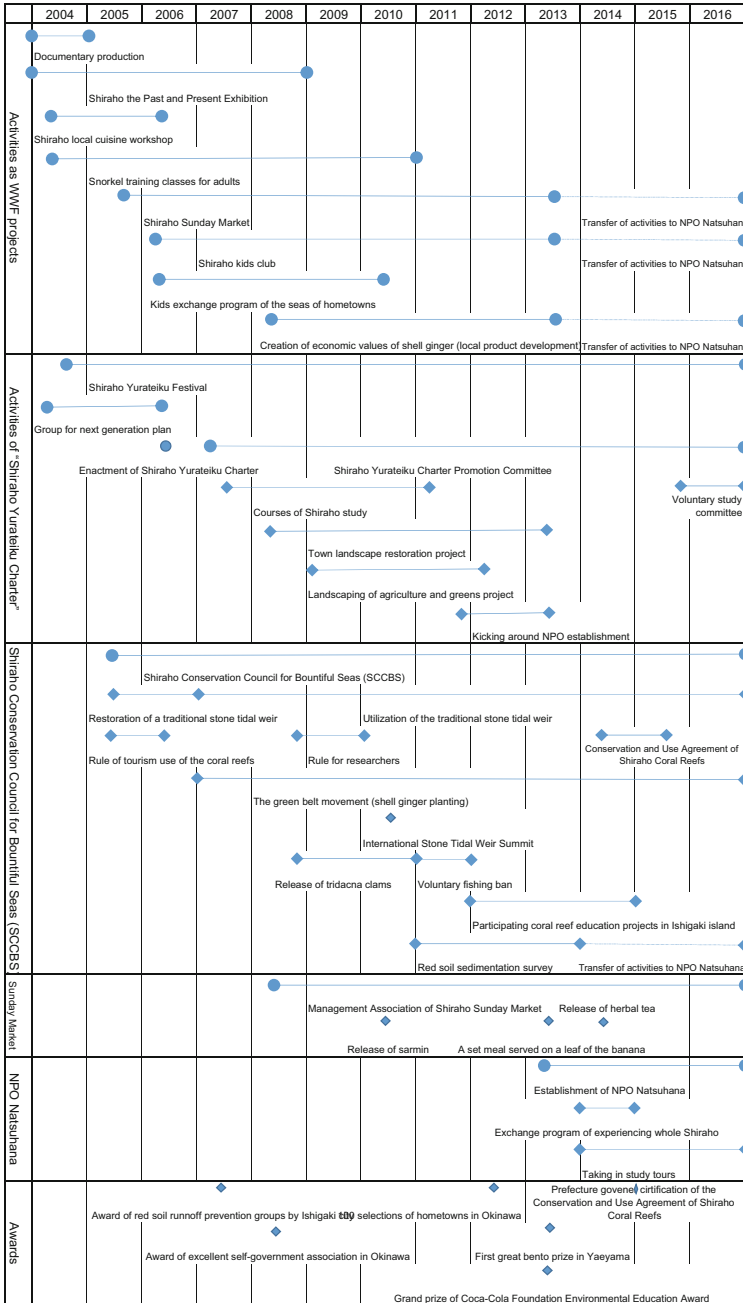 2004 2005 2006 2007 2008 2009 2010 2011 2012 2013 2014 2015 2016
Activities as WWF projects
Documentary production
Shiraho the Past and Present Exhibition
Shiraho local cuisine workshop
Snorkel training classes for adults
Shiraho Sunday Market
Transfer of activities to NPO Natsuhan
Shiraho kids club
Transfer of activities to NPO Natsuhan
Kids exchange program of the seas of hometowns
Creation of economic values of shell ginger (local product development)
Transfer of activities to NPO Natsuhan
Activities of "Shiraho Yurateiku Charter"
Shiraho Yurateiku Festival
Group for next generation plan
Enactment of Shiraho Yurateiku Charter
Shiraho Yurateiku Charter Promotion Committee
Voluntary study
committee
Courses of Shiraho study
Town landscape restoration project
Landscaping of agriculture and greens project
Kicking around NPO establishment
Shiraho Conservation Council for Bountiful Seas (SCCBS)
Shiraho Conservation Council for Bountiful Seas (SCCBS)
Restoration of a traditional stone tidal weir
Utilization of the traditional stone tidal weir
Rule of tourism use of the coral reefs
Rule for researchers
Conservation and Use Agreement of
Shiraho Coral Reefs
The green belt movement (shell ginger planting)
International Stone Tidal Weir Summit
Release of tridacna clams
Voluntary fishing ban
Participating coral reef education projects in Ishigaki island
Red soil sedimentation survey
Transfer of activities to NPO Natsuhana
Sunday Market
Management Association of Shiraho Sunday Market
Release of herbal tea
Release of sarmin
A set meal served on a leaf of the banana
NPO Natsuhana
Establishment of NPO Natsuhana
Exchange program of experiencing whole Shiraho
Taking in study tours
Awards
Award of red soil runoff prevention groups by Ishigaki city
100 selections of hometowns in Okinawa
Prefecture govener cirtification of the
Conservation and Use Agreement of Shiraho
Coral Reefs
Award of excellent self-government association in Okinawa
First great bento prize in Yaeyama
Grand prize of Coca-Cola Foundation Environmental Education Award